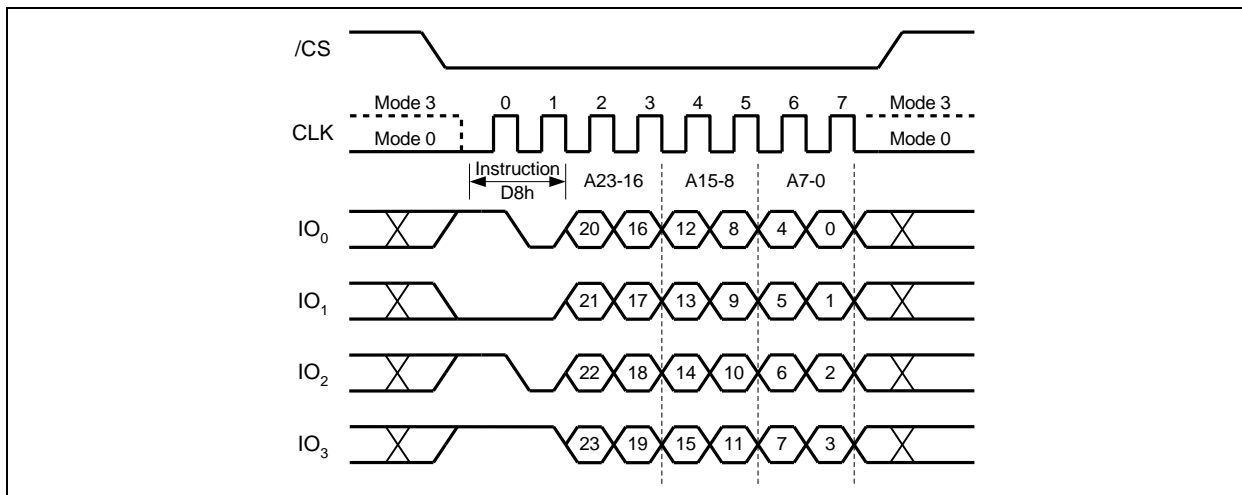 /CS
Mode 3 0 1 2 3 4 5 6 7 Mode 3
CLK Mode 0 Mode 0
Instruction
D8h A23-16 A15-8 A7-0
IO0 20 16 12 8 4 0
IO1 21 17 13 9 5 1
IO2 22 18 14 10 6 2
IO3 23 19 15 11 7 3